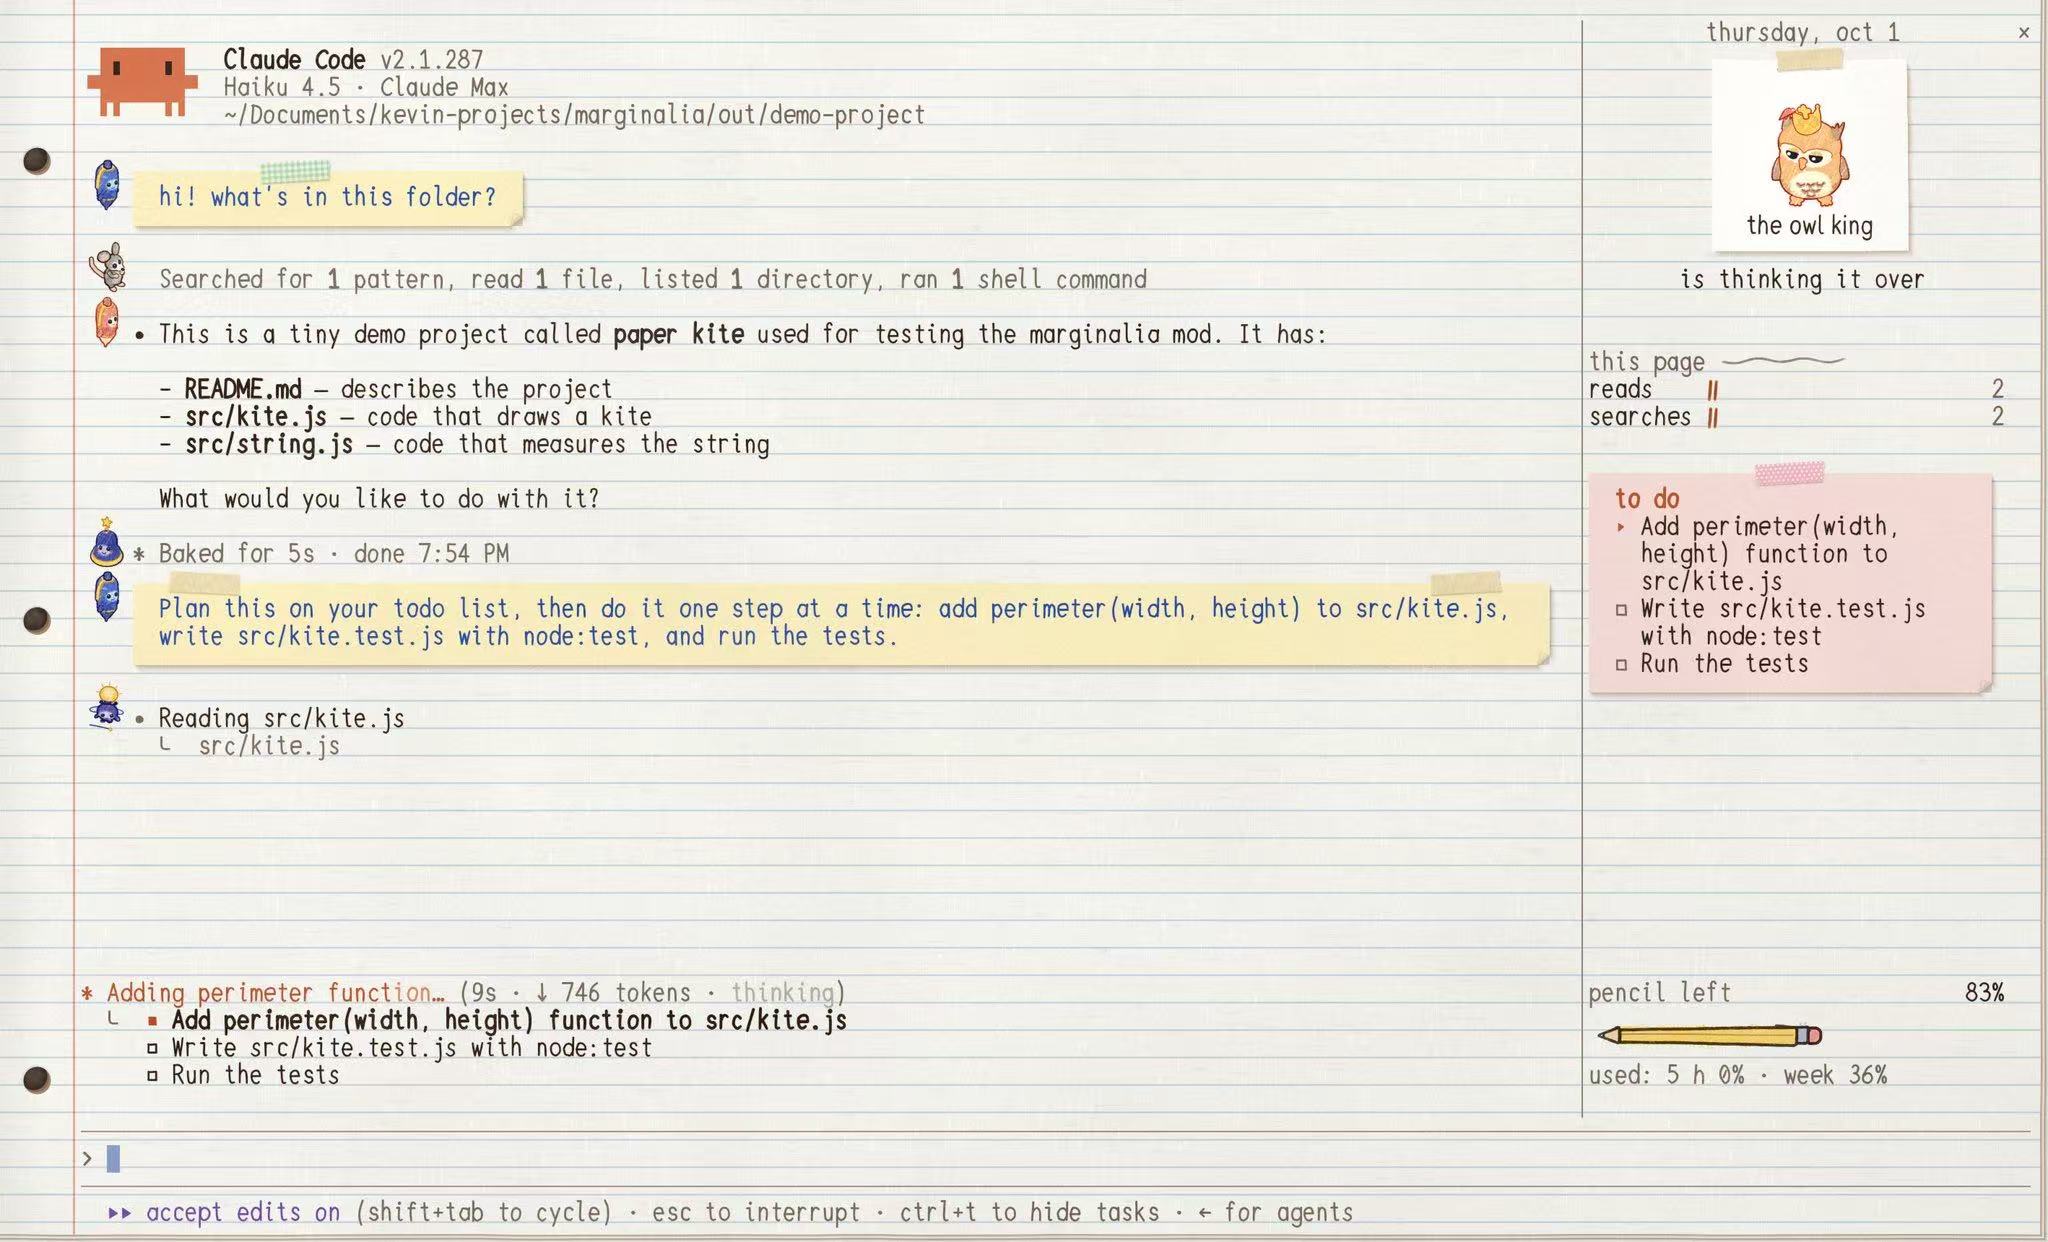 Claude Code v2.1.287
Haiku 4.5 · Claude Max
~/Documents/kevin-projects/marginalia/out/demo-project
hi! what's in this folder?
Searched for 1 pattern, read 1 file, listed 1 directory, ran 1 shell command
• This is a tiny demo project called paper kite used for testing the marginalia mod. It has:
- README.md — describes the project
- src/kite.js — code that draws a kite
- src/string.js — code that measures the string
What would you like to do with it?
* Baked for 5s · done 7:54 PM
Plan this on your todo list, then do it one step at a time: add perimeter(width, height) to src/kite.js,
write src/kite.test.js with node:test, and run the tests.
• Reading src/kite.js
└ src/kite.js
* Adding perimeter function… (9s · ↓ 746 tokens · thinking)
└ ▪ Add perimeter(width, height) function to src/kite.js
□ Write src/kite.test.js with node:test
□ Run the tests
>
▸▸ accept edits on (shift+tab to cycle) · esc to interrupt · ctrl+t to hide tasks · ← for agents
thursday, oct 1 ×
the owl king
is thinking it over
this page
reads || 2
searches || 2
to do
▸ Add perimeter(width,
height) function to
src/kite.js
□ Write src/kite.test.js
with node:test
□ Run the tests
pencil left 83%
used: 5 h 0% · week 36%